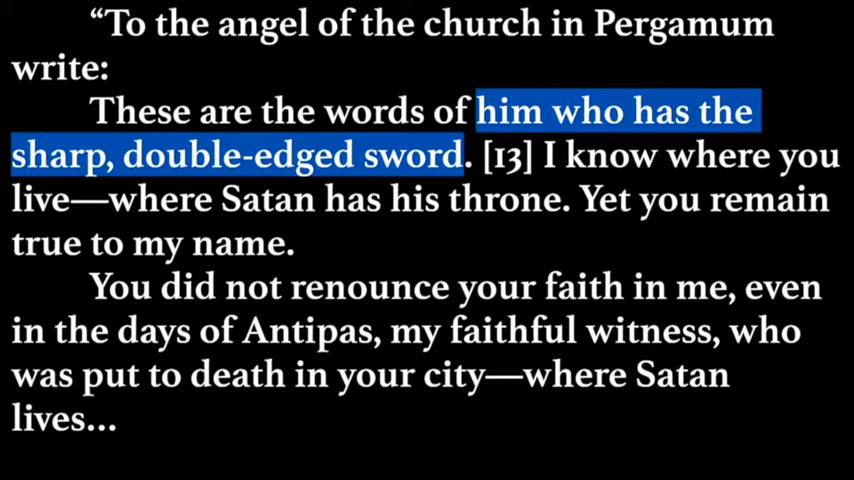 “To the angel of the church in Pergamum
write:
These are the words of him who has the
sharp, double-edged sword. [13] I know where you
live—where Satan has his throne. Yet you remain
true to my name.
You did not renounce your faith in me, even
in the days of Antipas, my faithful witness, who
was put to death in your city—where Satan
lives...